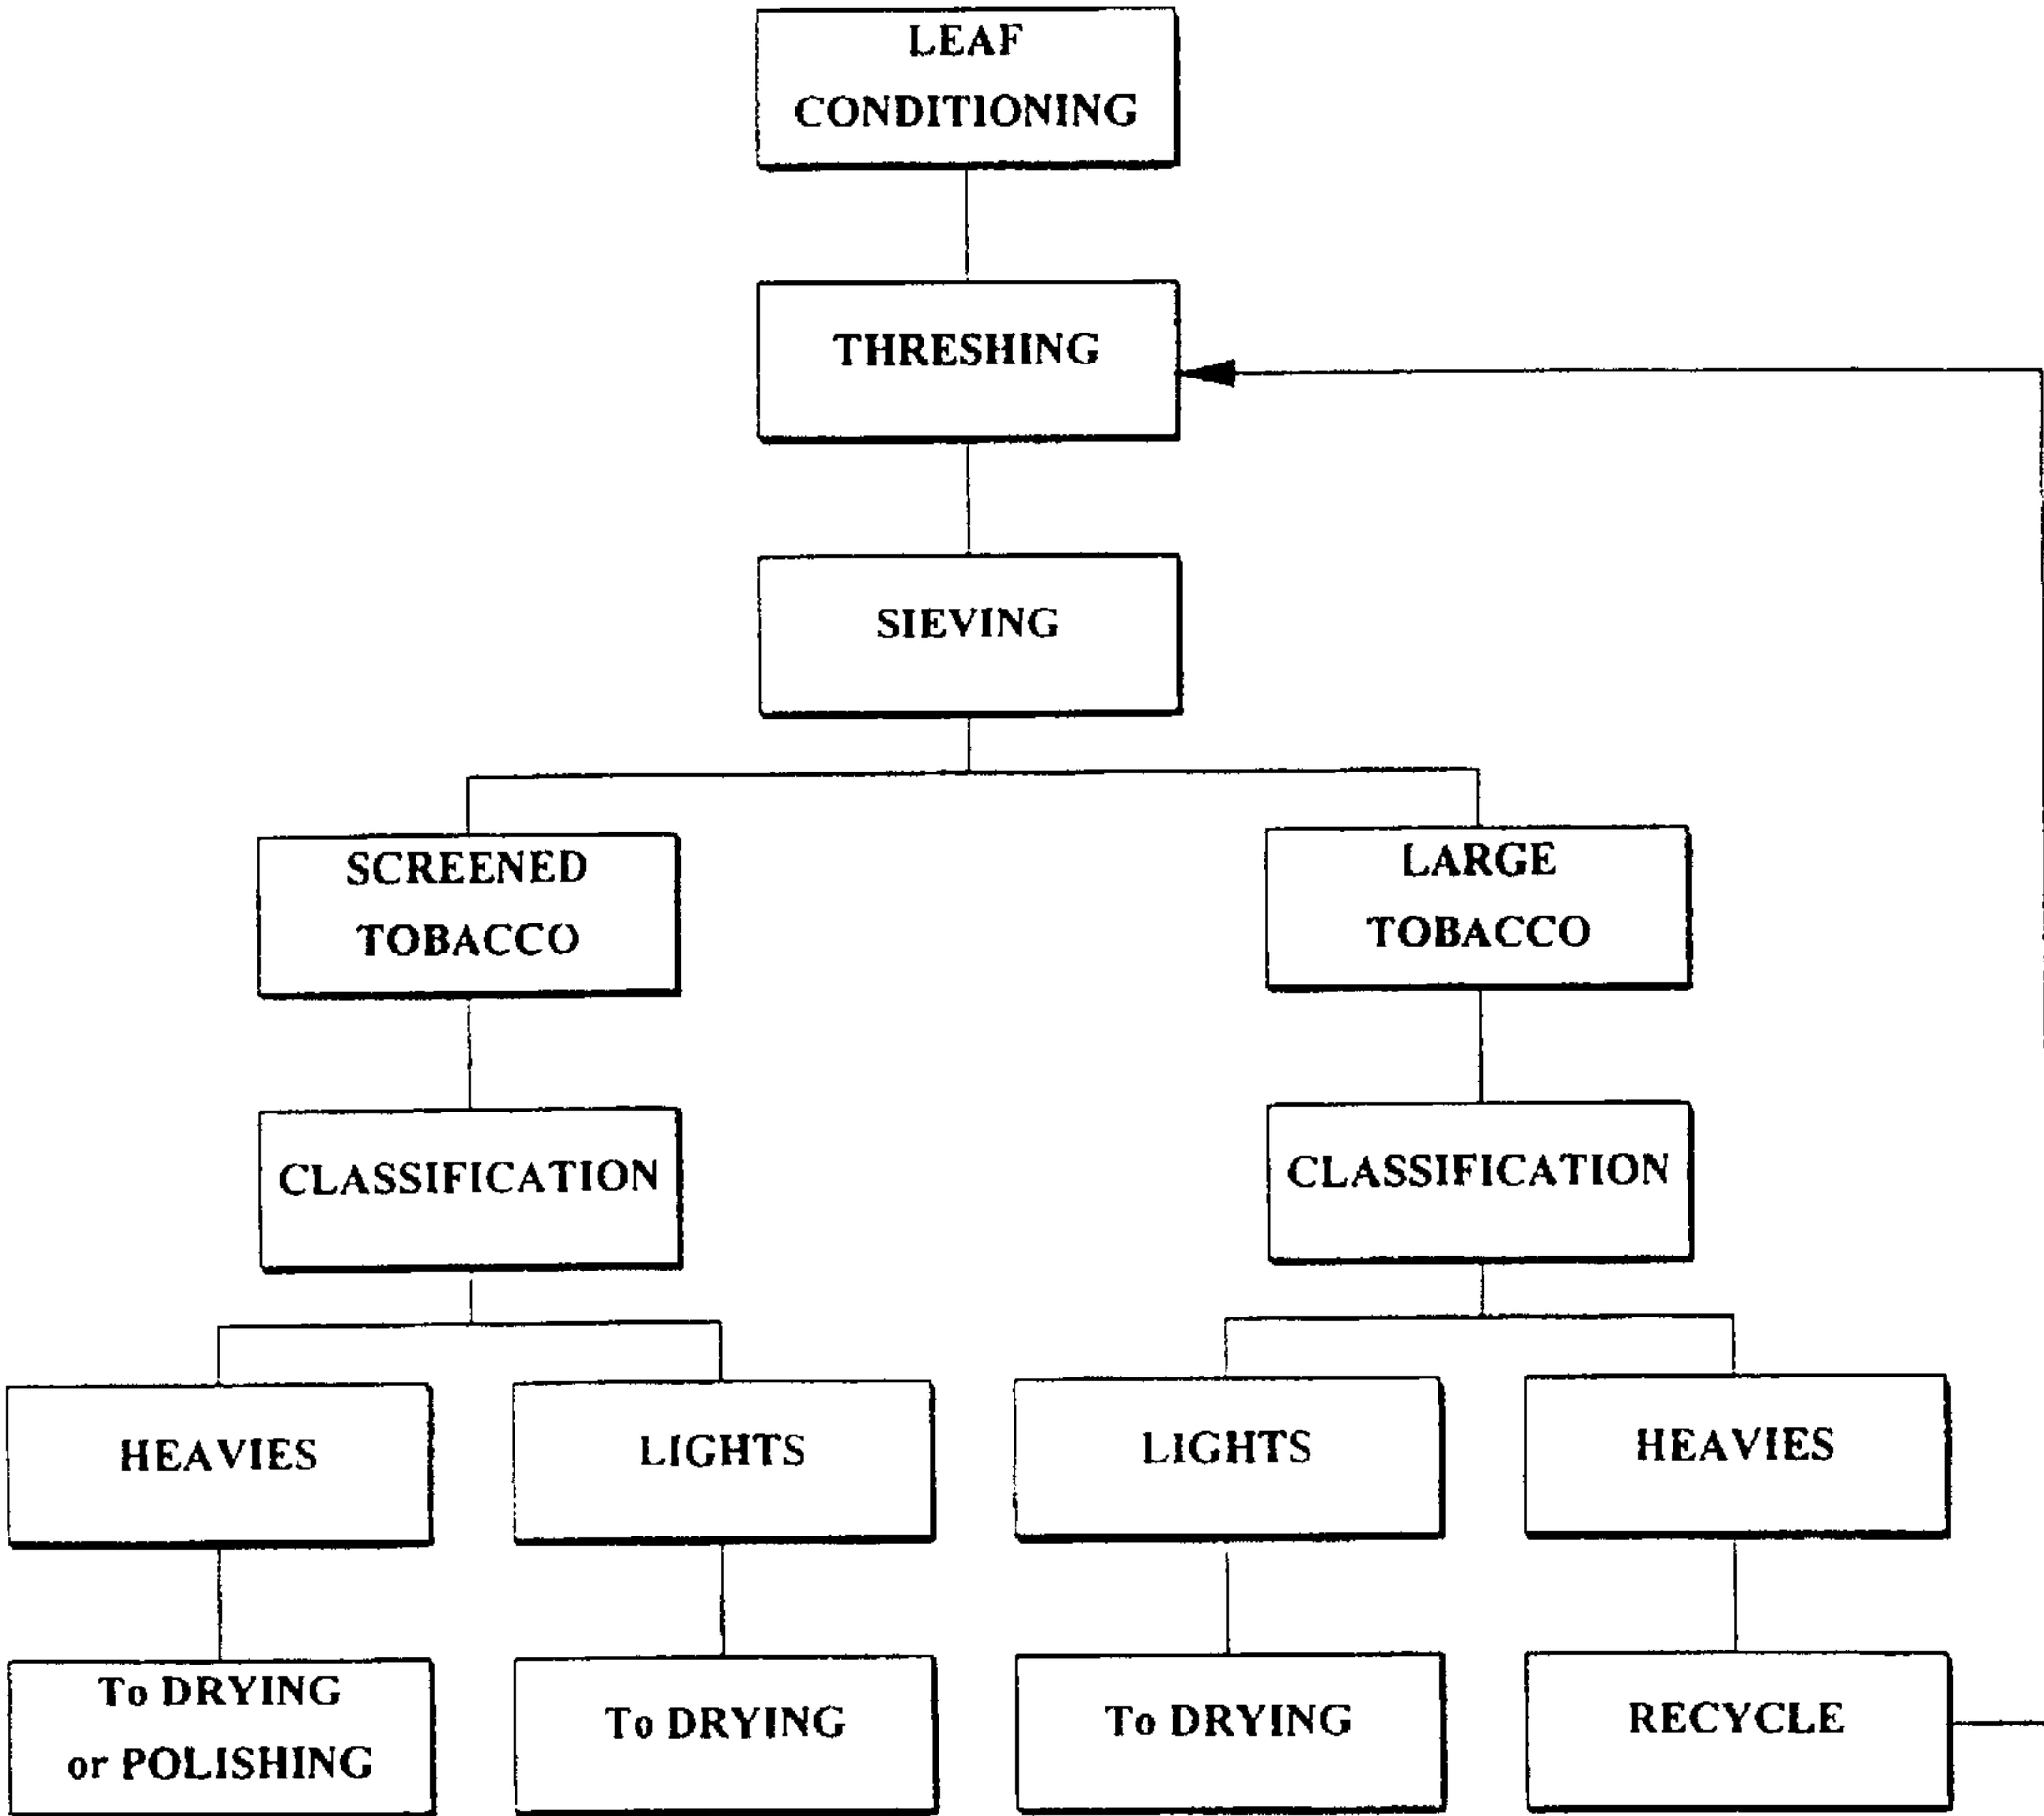 LEAF
CONDITIONING
THRESHING
SIEVING
SCREENED
TOBACCO
LARGE
TOBACCO
CLASSIFICATION
CLASSIFICATION
HEAVIES
LIGHTS
LIGHTS
HEAVIES
To DRYING
or POLISHING
To DRYING
To DRYING
RECYCLE